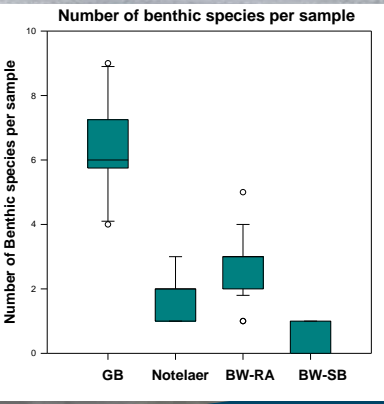 Number of benthic species per sample
Number of Benthic species per sample
10
8
6
4
2
0
GB Notelaer BW-RA BW-SB